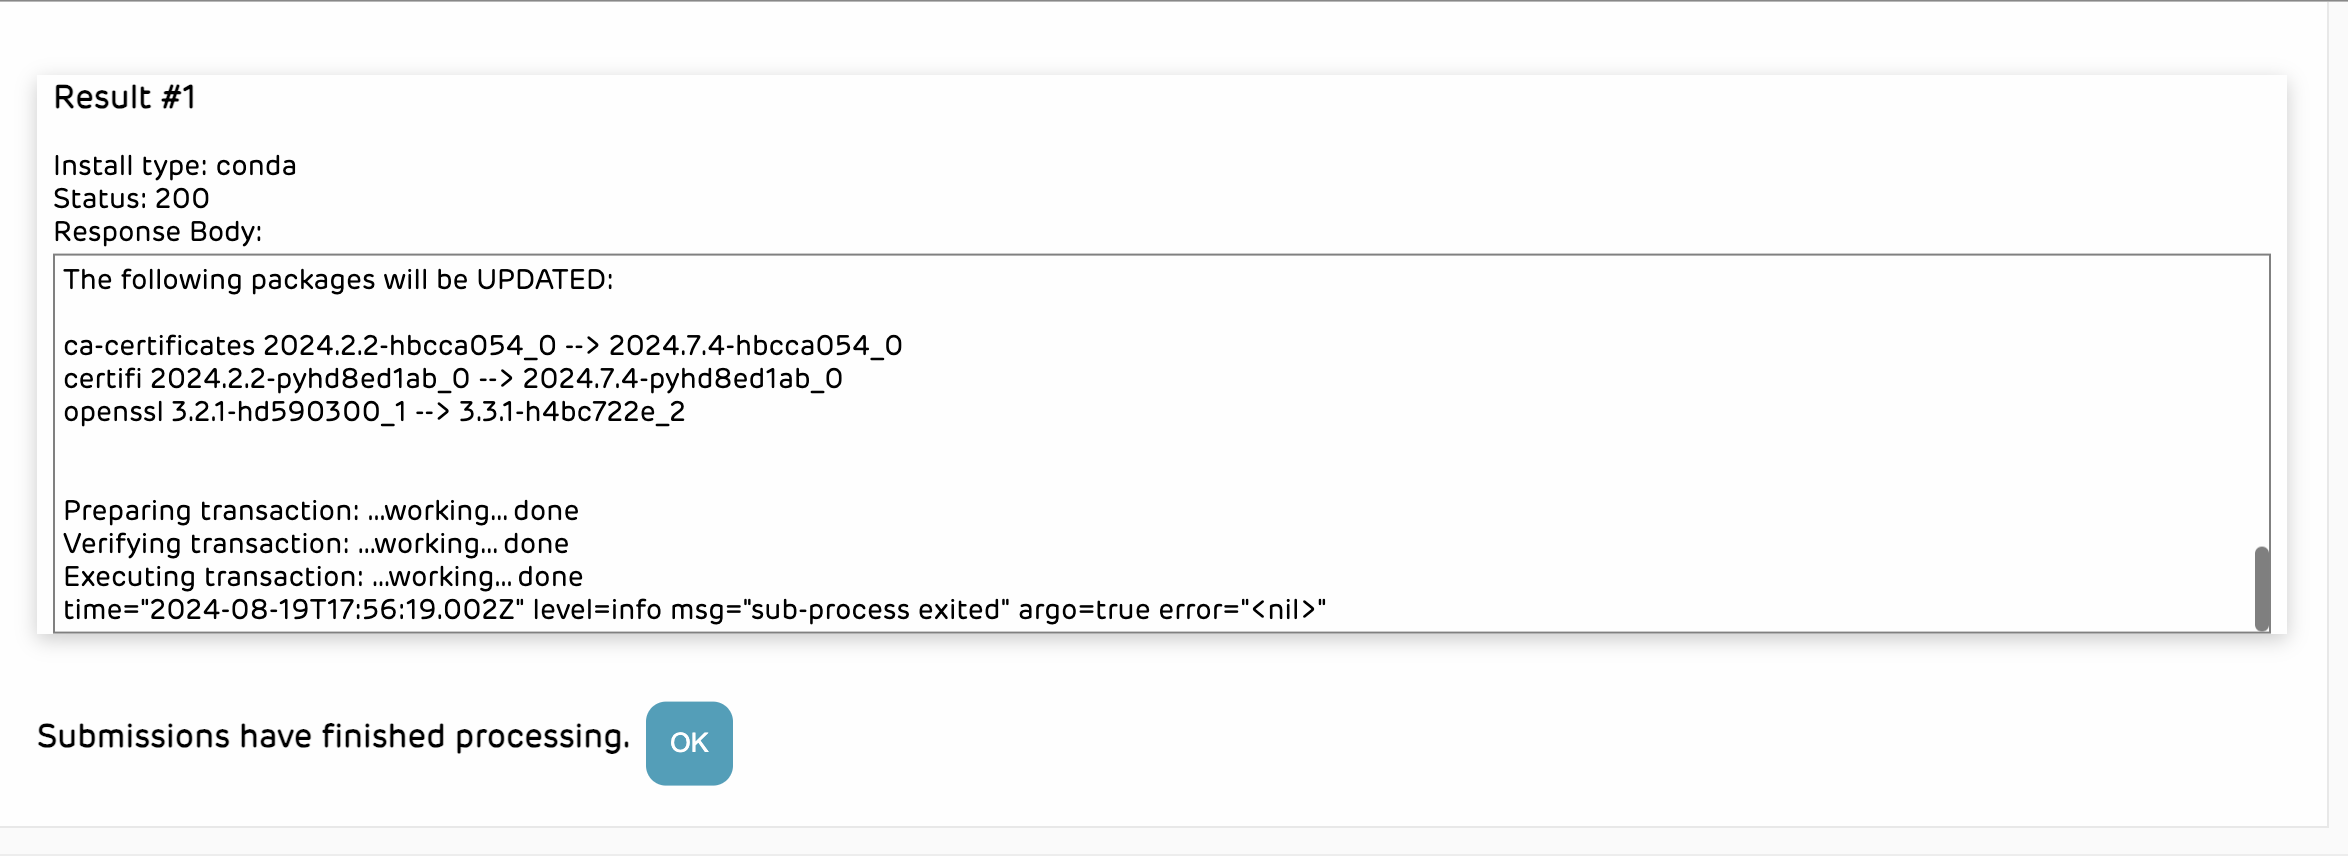 Result #1
Install type: conda
Status: 200
Response Body:
The following packages will be UPDATED:
ca-certificates 2024.2.2-hbcca054_0 --> 2024.7.4-hbcca054_0
certifi 2024.2.2-pyhd8ed1ab_0 --> 2024.7.4-pyhd8ed1ab_0
openssl 3.2.1-hd590300_1 --> 3.3.1-h4bc722e_2
Preparing transaction: ...working... done
Verifying transaction: ...working... done
Executing transaction: ...working... done
time="2024-08-19T17:56:19.002Z" level=info msg="sub-process exited" argo=true error="<nil>"
Submissions have finished processing.
OK